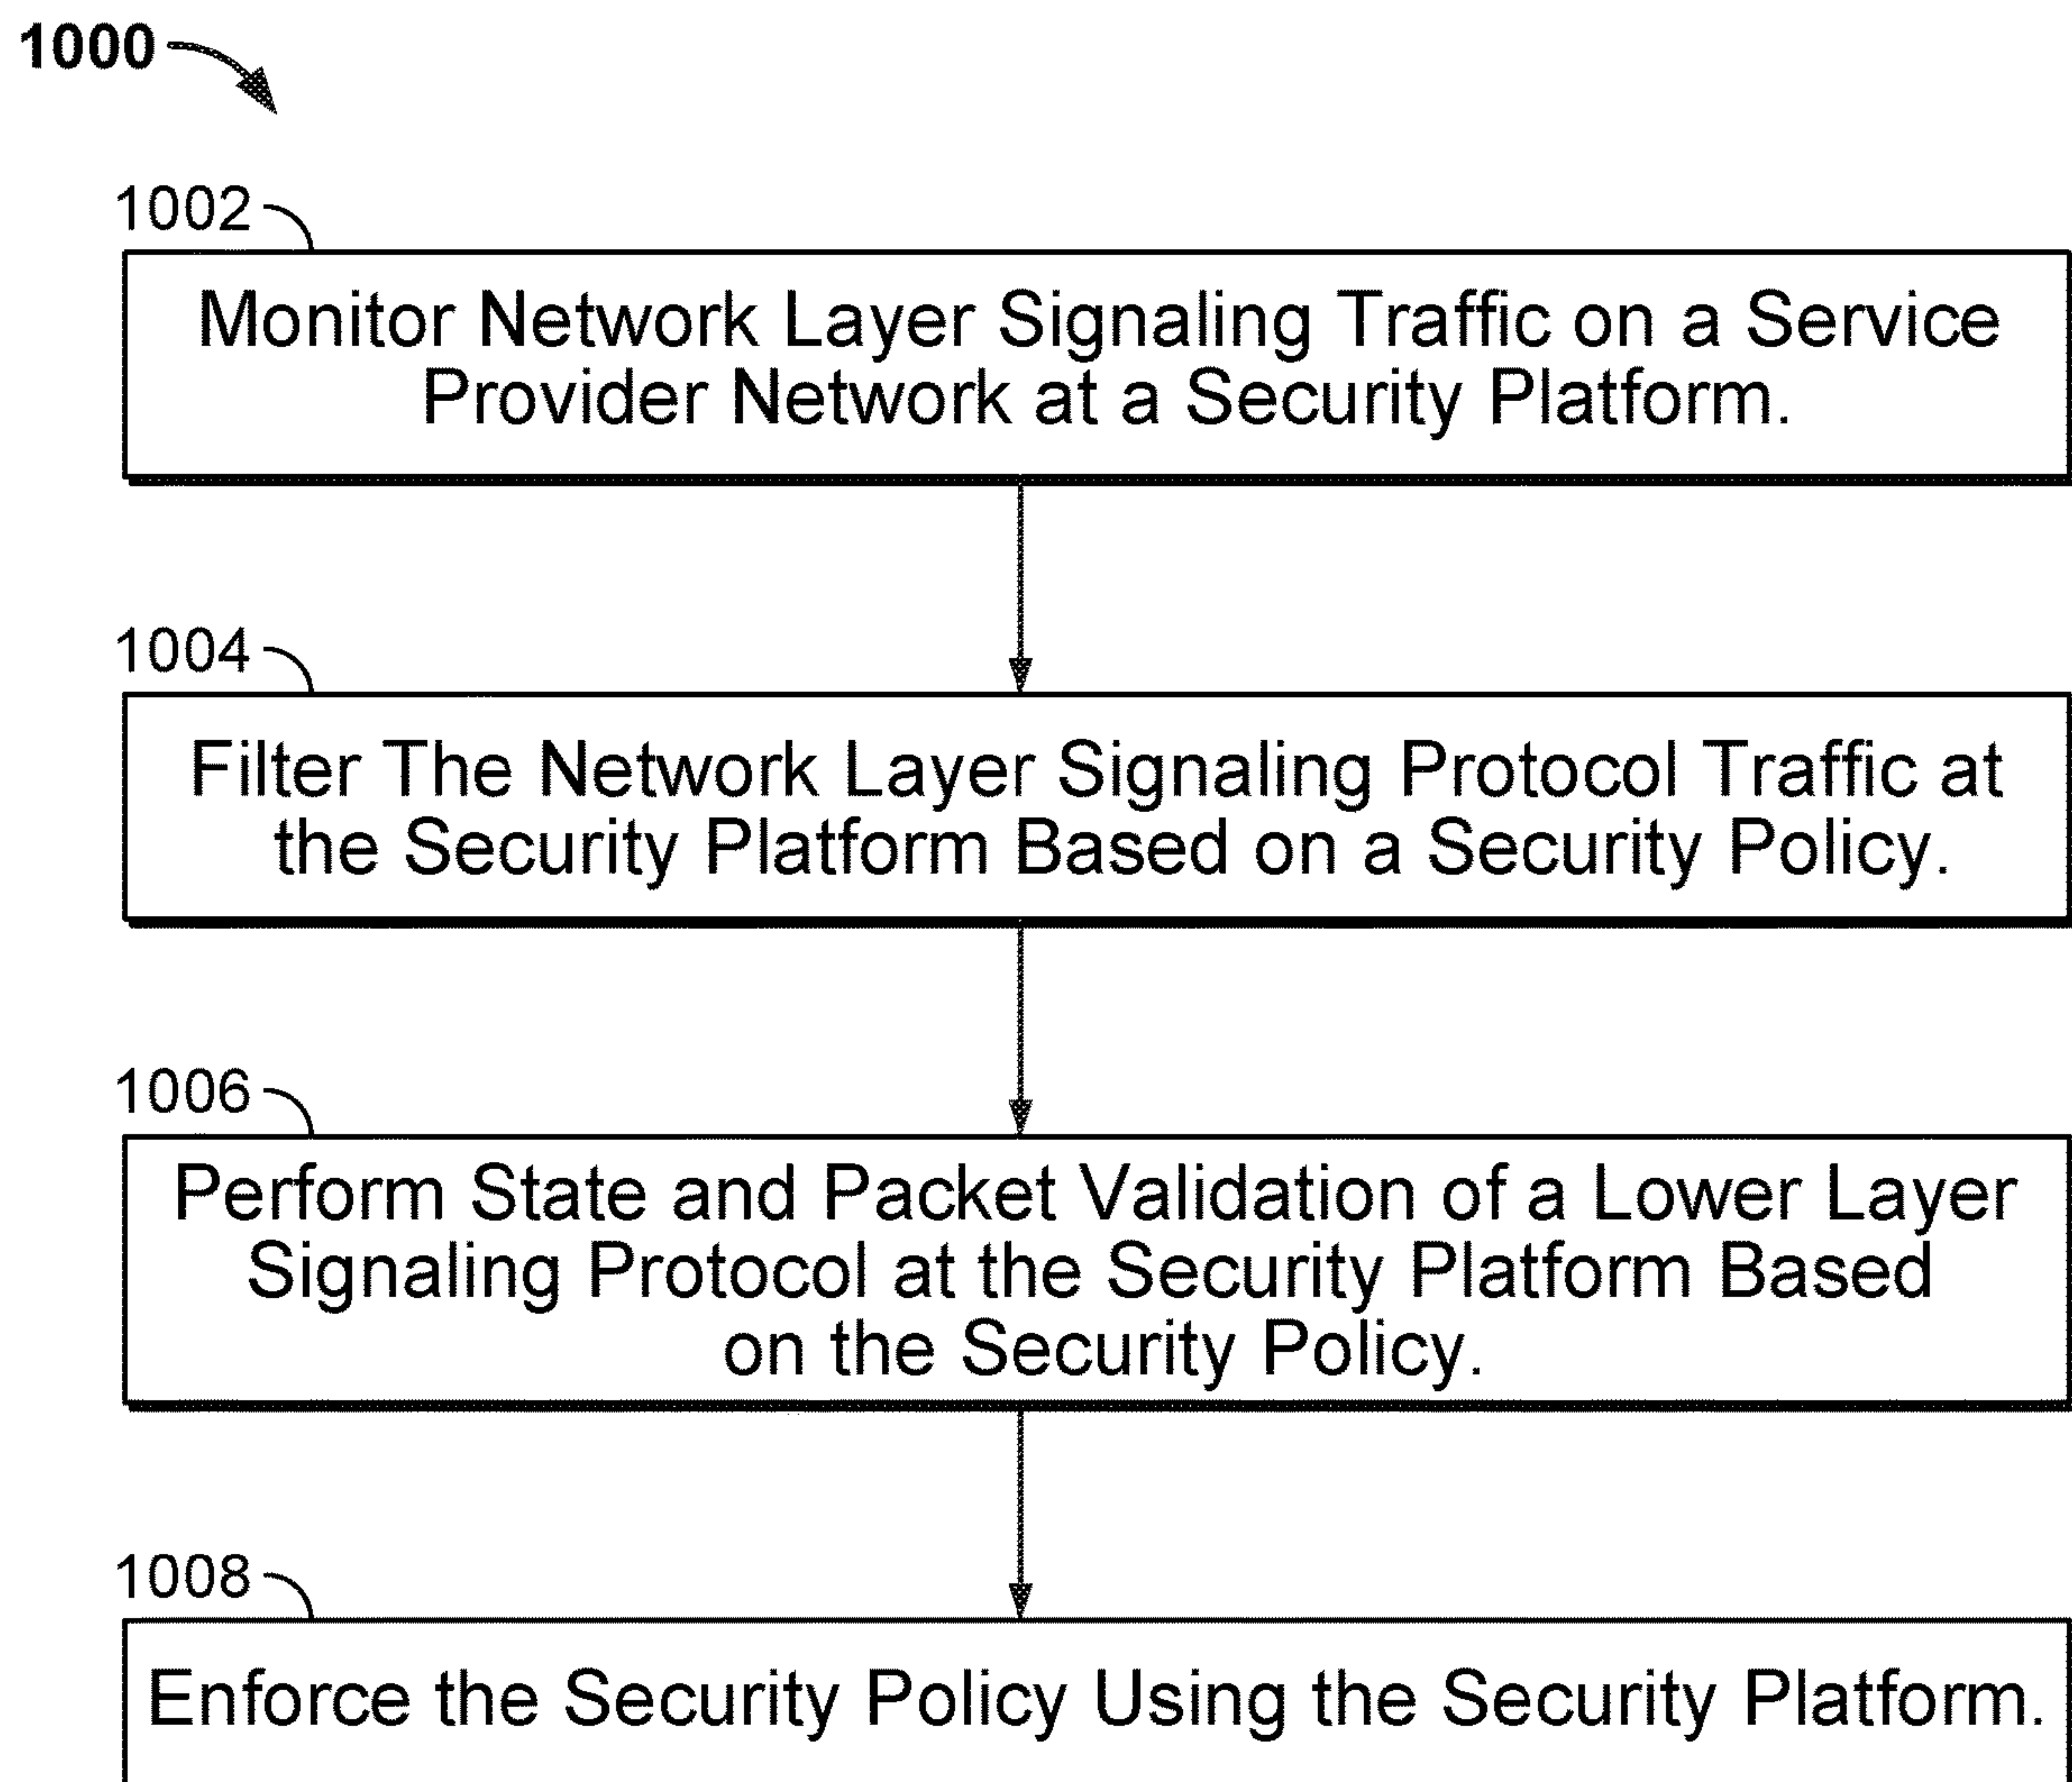 1000
1002
Monitor Network Layer Signaling Traffic on a Service
Provider Network at a Security Platform.
1004
Filter The Network Layer Signaling Protocol Traffic at
the Security Platform Based on a Security Policy.
1006
Perform State and Packet Validation of a Lower Layer
Signaling Protocol at the Security Platform Based
on the Security Policy.
1008
Enforce the Security Policy Using the Security Platform.